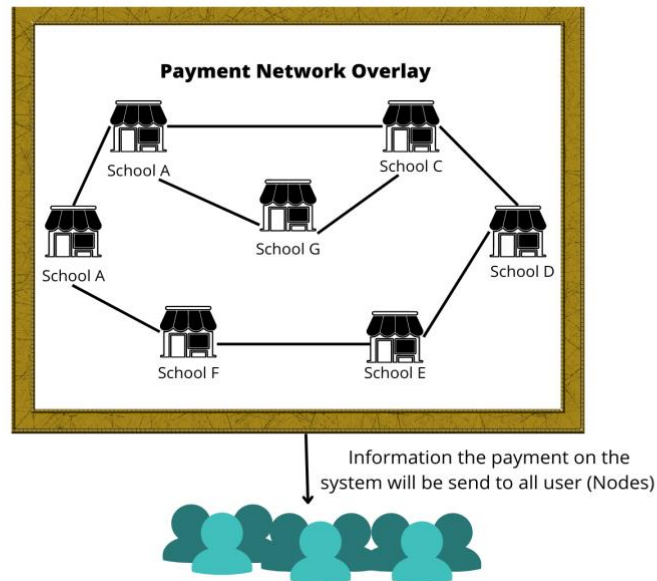 Payment Network Overlay
School A
School C
School G
School A
School D
School F
School E
Information the payment on the
system will be send to all user (Nodes)